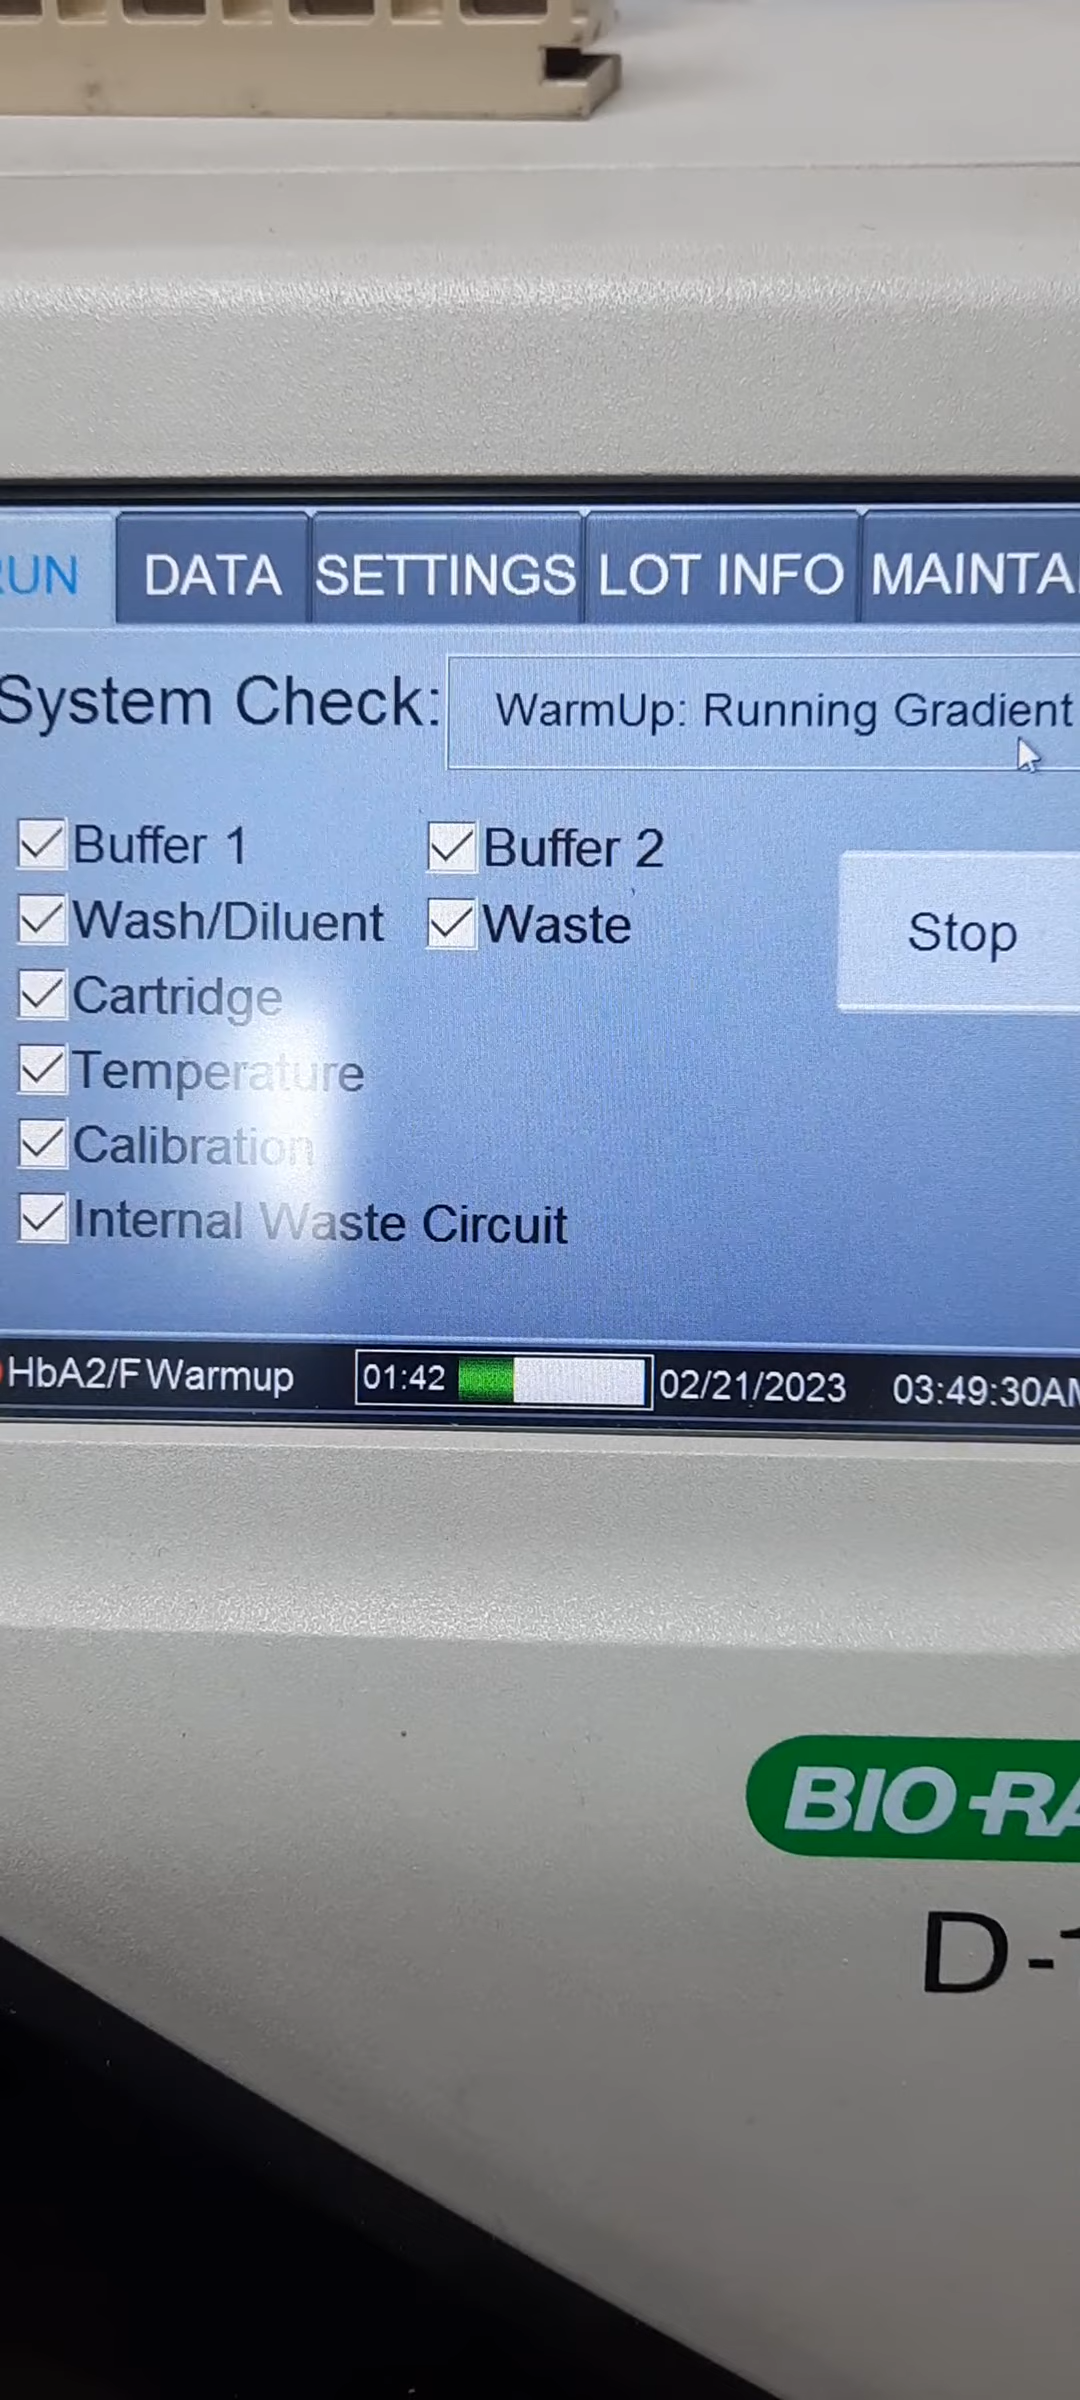 RUN DATA SETTINGS LOT INFO MAINTA
System Check: WarmUp: Running Gradient
Buffer 1 Buffer 2
Wash/Diluent Waste
Stop
Cartridge
Temperature
Calibration
Internal Waste Circuit
HbA2/F Warmup 01:42 02/21/2023 03:49:30AM
BIO-RA
D-1